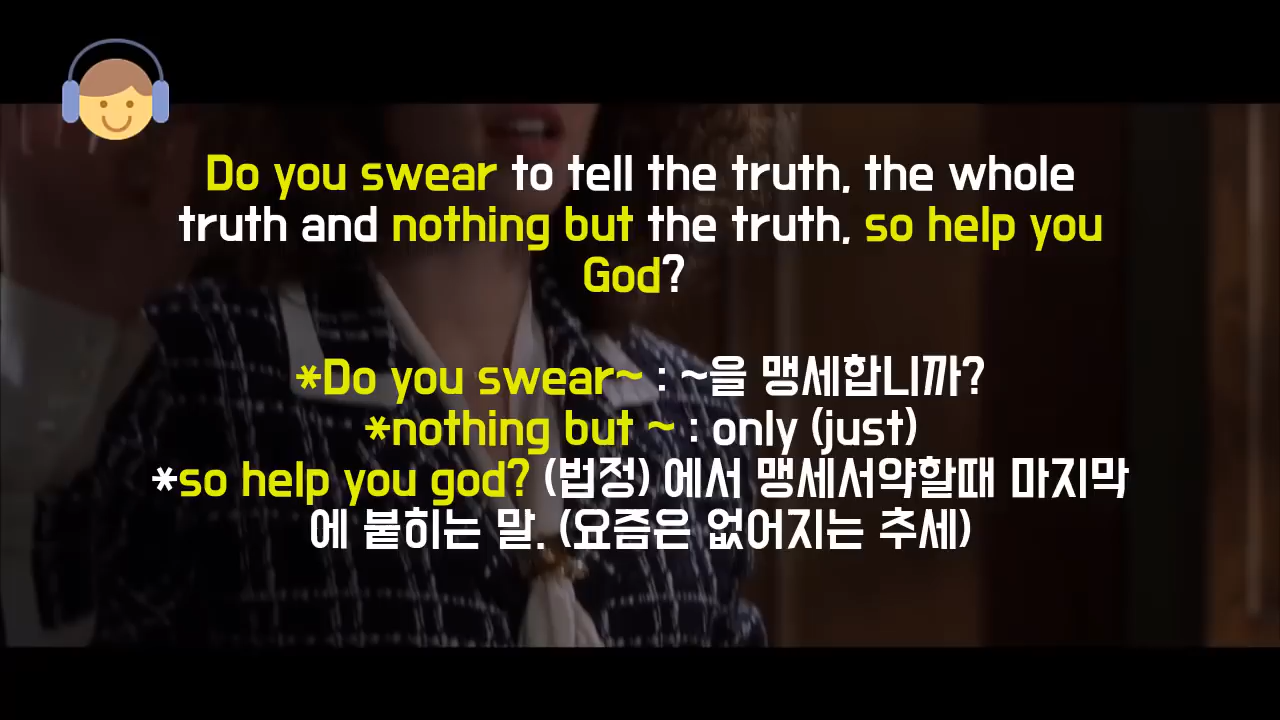 Do you swear to tell the truth, the whole
truth and nothing but the truth, so help you
God?
*Do you swear~ : ~을 맹세합니까?
*nothing but ~ : only (just)
*so help you god? (법정) 에서 맹세서약할때 마지막
에 붙히는 말. (요즘은 없어지는 추세)